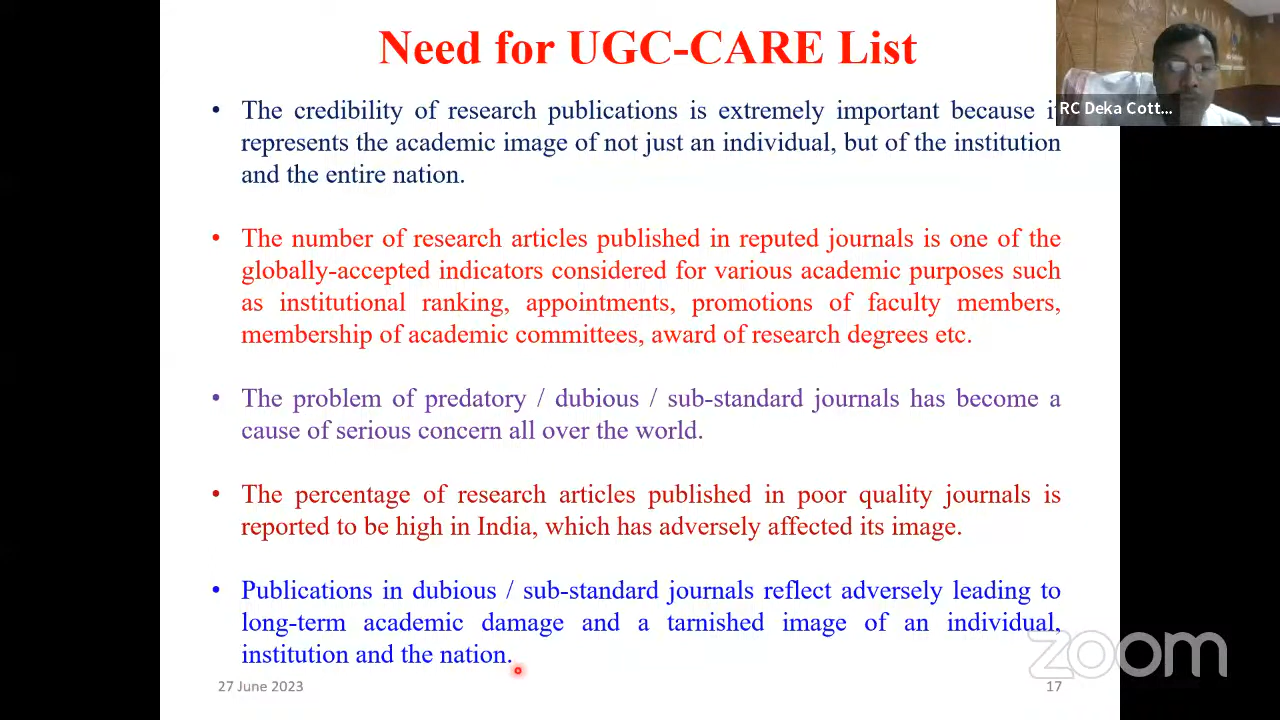 Need for UGC-CARE List
RC Deka Cott...
• The credibility of research publications is extremely important because i
represents the academic image of not just an individual, but of the institution
and the entire nation.
• The number of research articles published in reputed journals is one of the
globally-accepted indicators considered for various academic purposes such
as institutional ranking, appointments, promotions of faculty members,
membership of academic committees, award of research degrees etc.
• The problem of predatory / dubious / sub-standard journals has become a
cause of serious concern all over the world.
• The percentage of research articles published in poor quality journals is
reported to be high in India, which has adversely affected its image.
• Publications in dubious / sub-standard journals reflect adversely leading to
long-term academic damage and a tarnished image of an individual,
institution and the nation.
zoom
27 June 2023
17